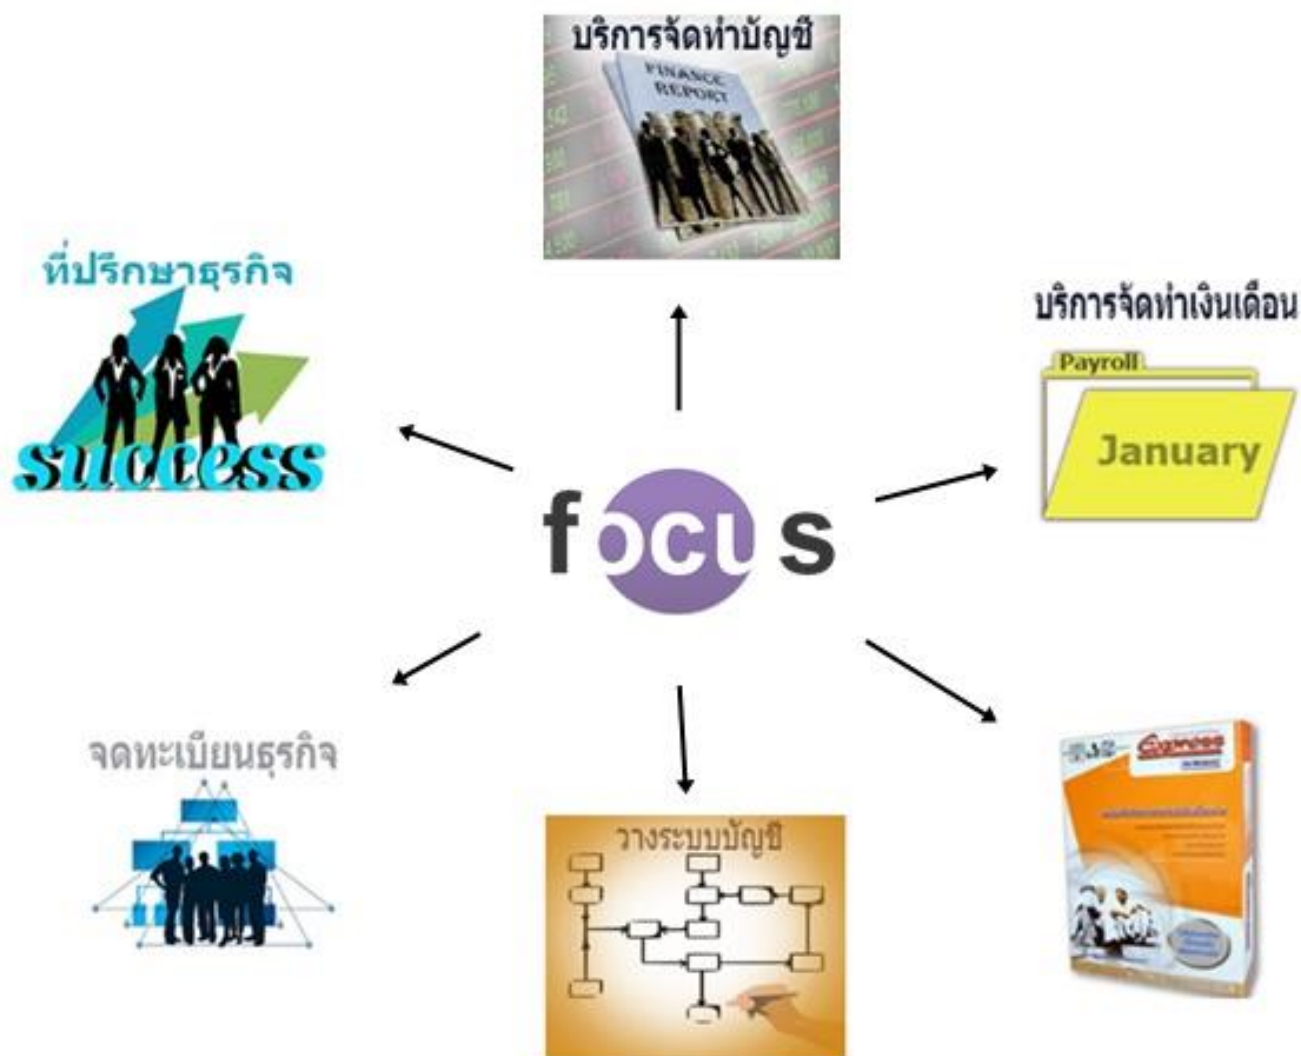 บริการจัดทำบัญชี
FINANCE
REPORT
ที่ปรึกษาธุรกิจ
success
บริการจัดทำเงินเดือน
Payroll
January
focus
จดทะเบียนธุรกิจ
วางระบบบัญชี
Express